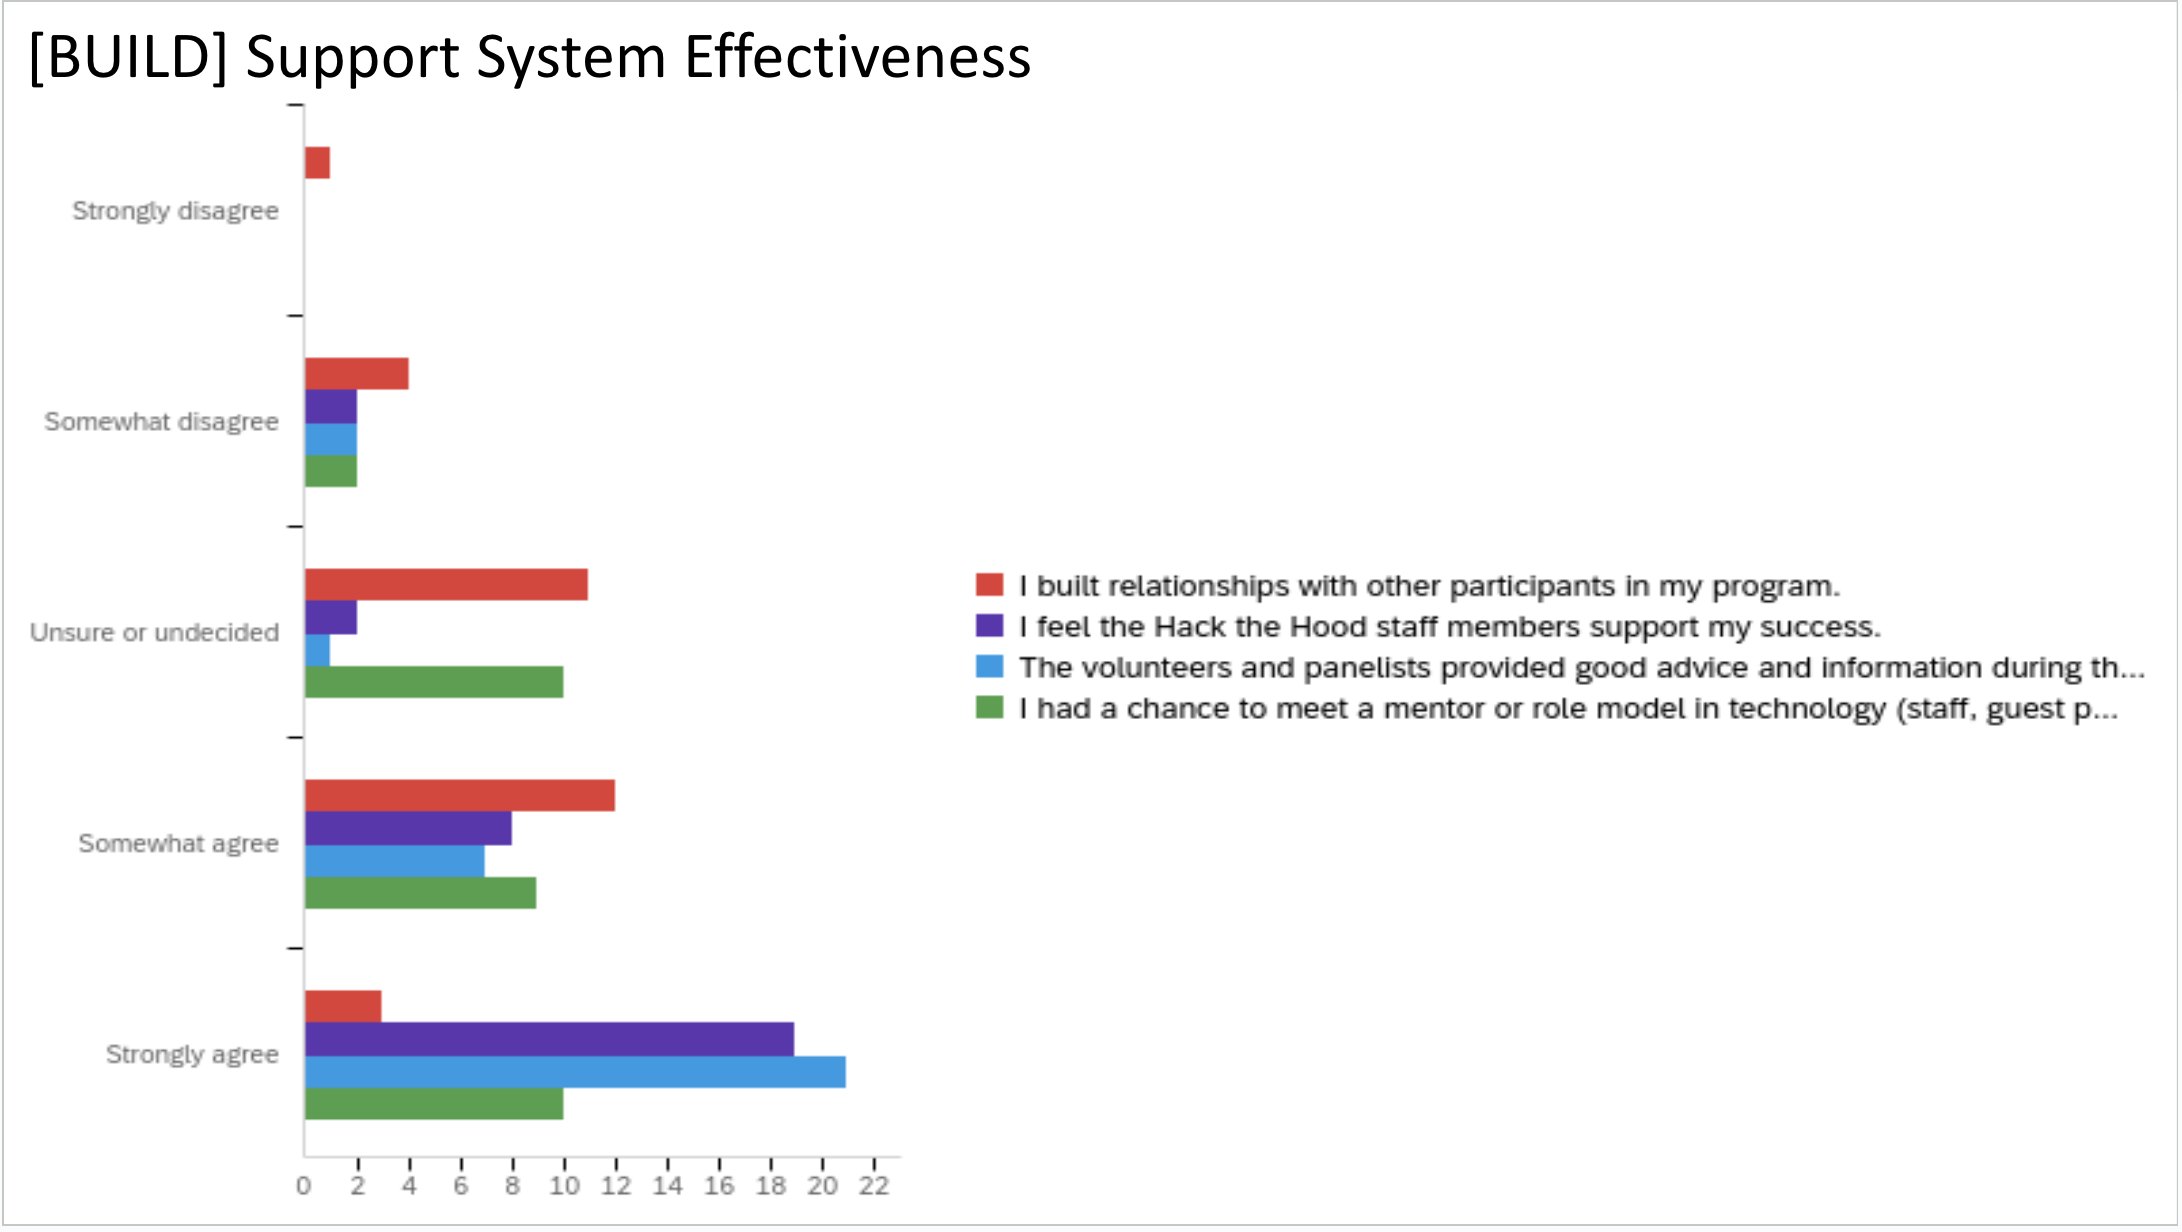 [BUILD] Support System Effectiveness
Strongly disagree
Somewhat disagree
Unsure or undecided
Somewhat agree
Strongly agree
0 2 4 6 8 10 12 14 16 18 20 22
I built relationships with other participants in my program.
I feel the Hack the Hood staff members support my success.
The volunteers and panelists provided good advice and information during th...
I had a chance to meet a mentor or role model in technology (staff, guest p...